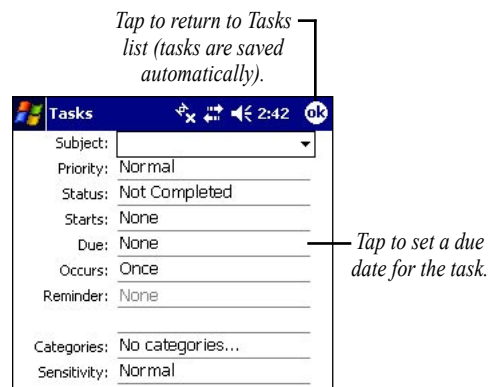 Tap to return to Tasks
list (tasks are saved
automatically).
Tasks 2:42 ok
Subject:
Priority: Normal
Status: Not Completed
Starts: None
Due: None
Tap to set a due
date for the task.
Occurs: Once
Reminder: None
Categories: No categories...
Sensitivity: Normal